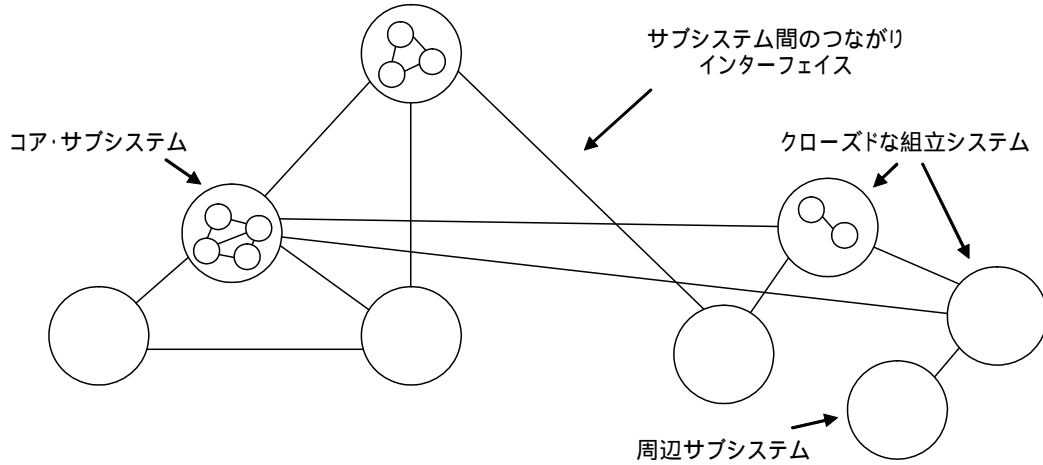 サブシステム間のつながり
インターフェイス
コア・サブシステム
クローズドな組立システム
周辺サブシステム